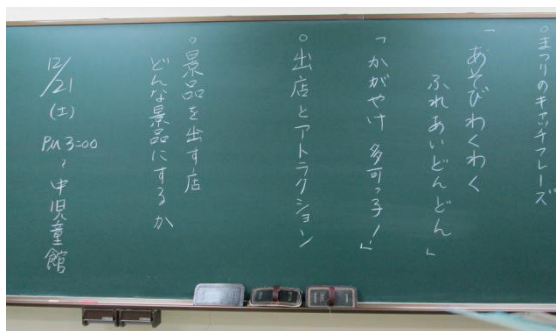 ○まつりのキャッチフレーズ
「あそびわくわく
ふれあいどんどん」
「かがやけ 多可っ子!」
○出店とアトラクション
○景品を出す店
どんな景品にするか
12/21 (土) PM 3:00 〜 中児童館